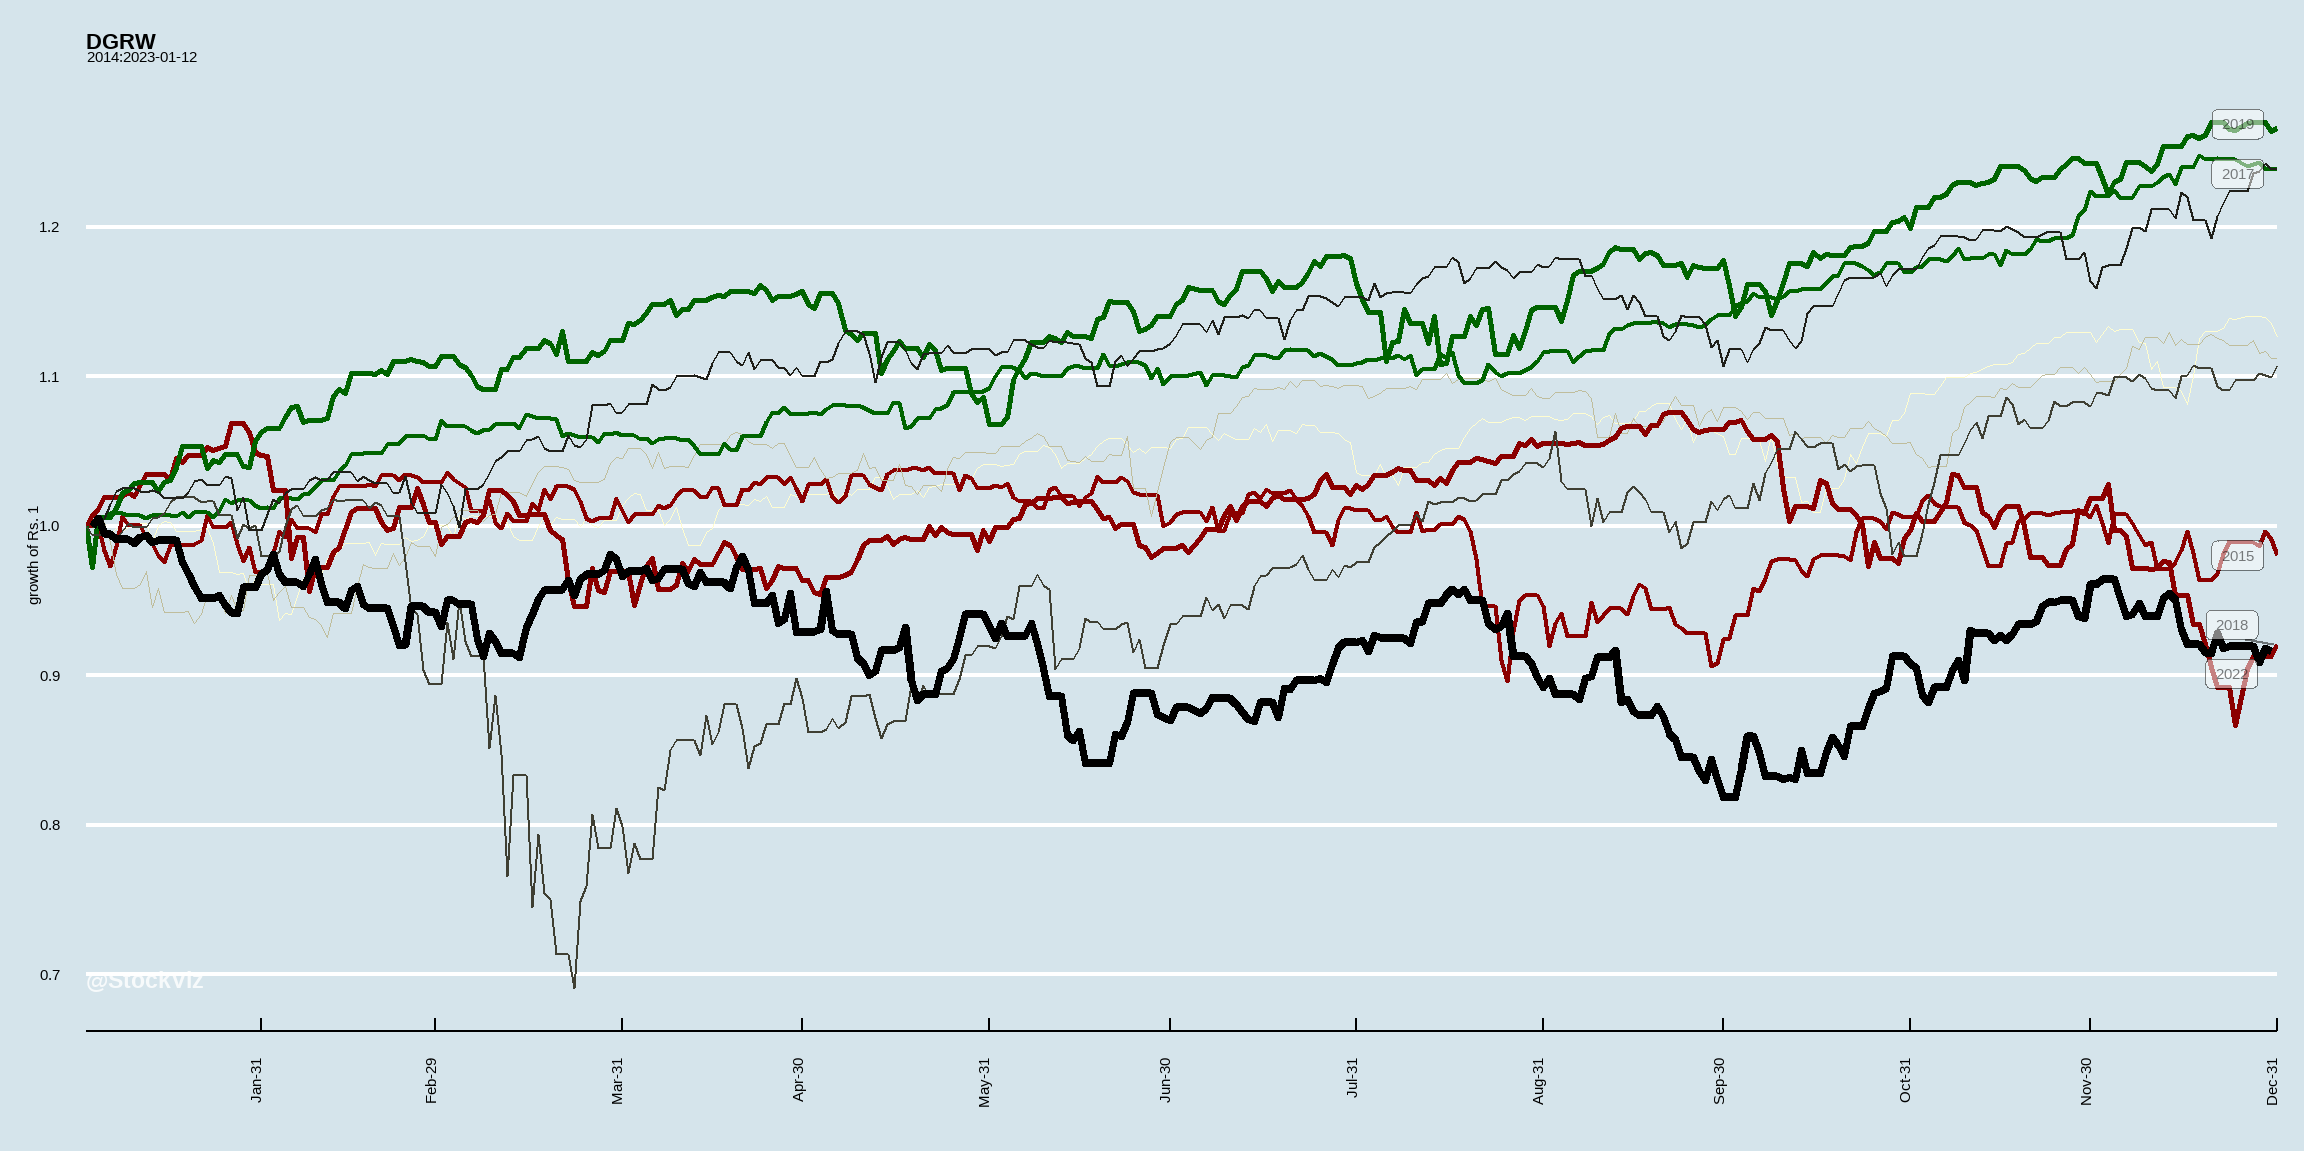 DGRW
2014:2023-01-12
2019
2017
1.2
1.1
1.0
growth of Rs. 1
2015
2018
2022
0.9
0.8
0.7
@StockViz
Jan-31
Feb-29
Mar-31
Apr-30
May-31
Jun-30
Jul-31
Aug-31
Sep-30
Oct-31
Nov-30
Dec-31